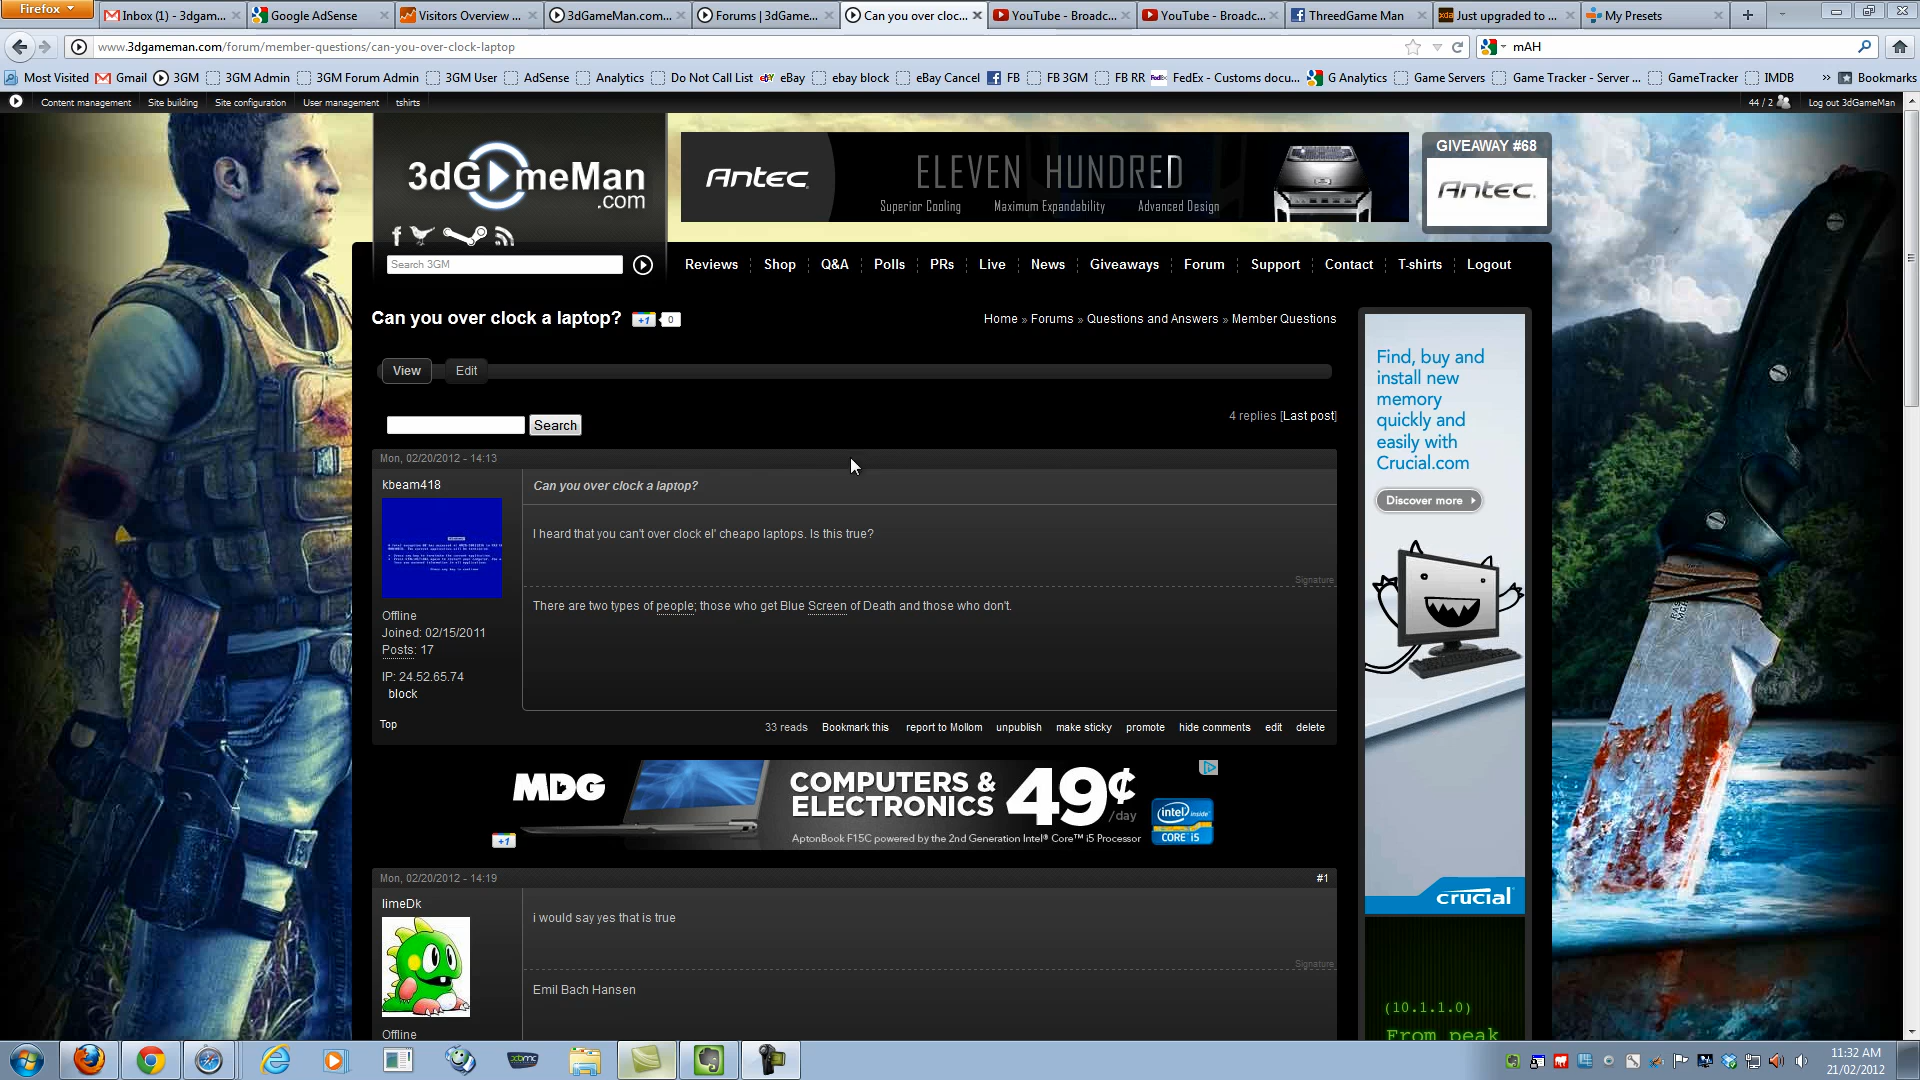 Firefox
Inbox (1) - 3dgam...
Google AdSense
Visitors Overview ...
3dGameMan.com...
Forums | 3dGame...
Can you over cloc...
YouTube - Broadc...
YouTube - Broadc...
ThreedGame Man
Just upgraded to ...
My Presets
www.3dgameman.com/forum/member-questions/can-you-over-clock-laptop
mAH
Most Visited
Gmail
3GM
3GM Admin
3GM Forum Admin
3GM User
AdSense
Analytics
Do Not Call List
eBay
ebay block
eBay Cancel
FB
FB 3GM
FB RR
FedEx - Customs docu...
G Analytics
Game Servers
Game Tracker - Server ...
GameTracker
IMDB
Bookmarks
Content management
Site building
Site configuration
User management
tshirts
44 / 2
Log out 3dGameMan
3dGameMan
.com
Search 3GM
Antec
ELEVEN HUNDRED
Superior Cooling
Maximum Expandability
Advanced Design
GIVEAWAY #68
Antec
Reviews
Shop
Q&A
Polls
PRs
Live
News
Giveaways
Forum
Support
Contact
T-shirts
Logout
Can you over clock a laptop?
+1
0
Home » Forums » Questions and Answers » Member Questions
View
Edit
Search
4 replies [Last post]
Mon, 02/20/2012 - 14:13
kbeam418
Offline
Joined: 02/15/2011
Posts: 17
IP: 24.52.65.74
block
Can you over clock a laptop?
I heard that you can't over clock el' cheapo laptops. Is this true?
Signature
There are two types of people; those who get Blue Screen of Death and those who don't.
Top
33 reads
Bookmark this
report to Mollom
unpublish
make sticky
promote
hide comments
edit
delete
MDG
COMPUTERS &
ELECTRONICS
49¢
/day
AptonBook F15C powered by the 2nd Generation Intel® Core™ i5 Processor
intel inside
CORE i5
+1
Mon, 02/20/2012 - 14:19
#1
limeDk
Offline
i would say yes that is true
Signature
Emil Bach Hansen
Find, buy and
install new
memory
quickly and
easily with
Crucial.com
Discover more
crucial
(10.1.1.0)
From peak
xbmc
11:32 AM
21/02/2012